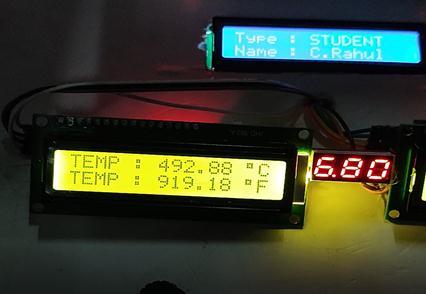 Type : STUDENT
Name : C.Rahul
TEMP : 492.88 °C
TEMP : 919.18 °F
6.80